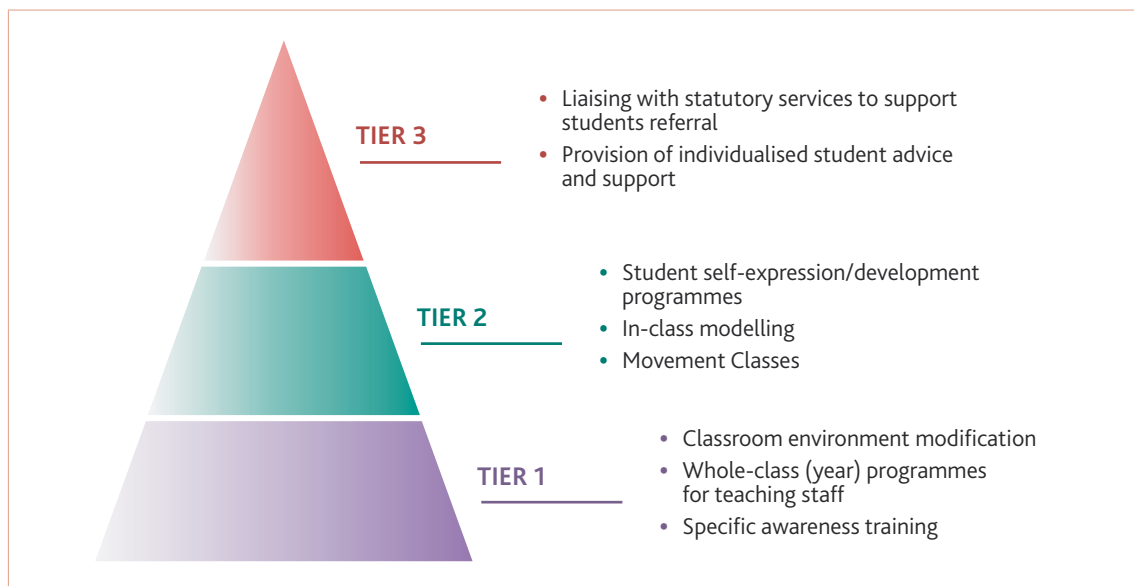 TIER 3
• Liaising with statutory services to support
students referral
• Provision of individualised student advice
and support
TIER 2
• Student self-expression/development
programmes
• In-class modelling
• Movement Classes
TIER 1
• Classroom environment modification
• Whole-class (year) programmes
for teaching staff
• Specific awareness training